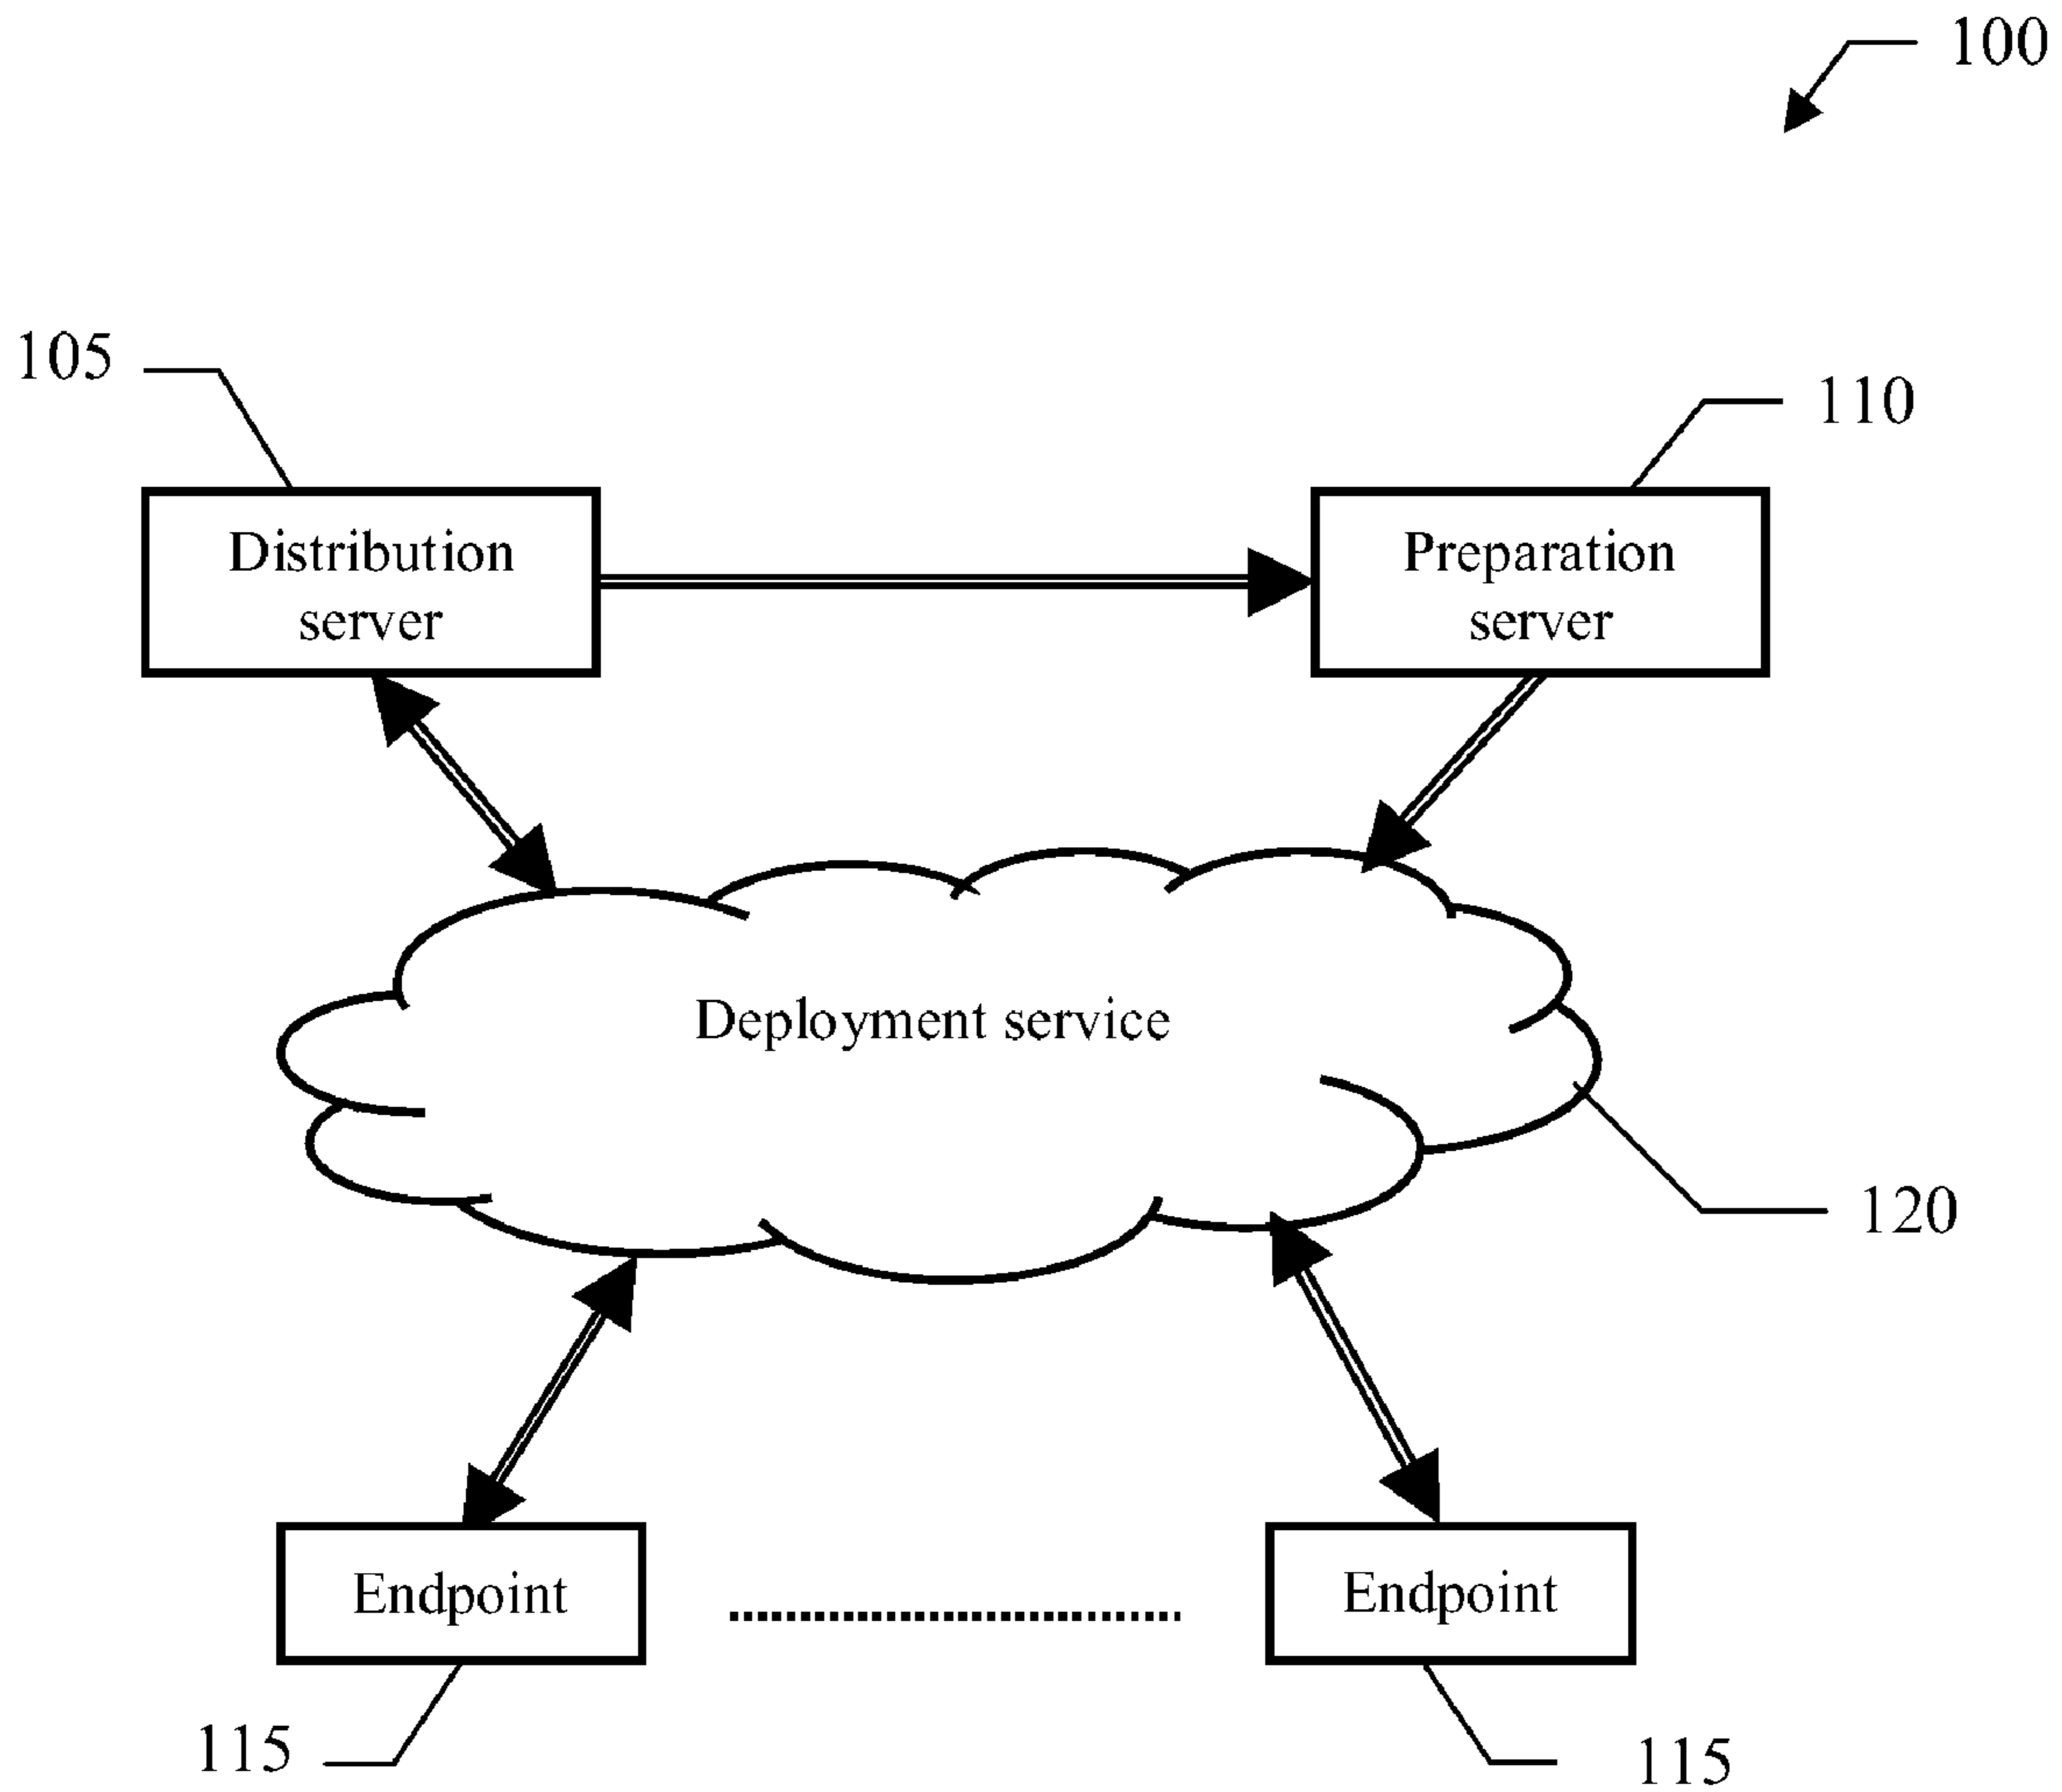 100
105
110
Distribution
server
Preparation
server
Deployment service
120
Endpoint
Endpoint
115
115